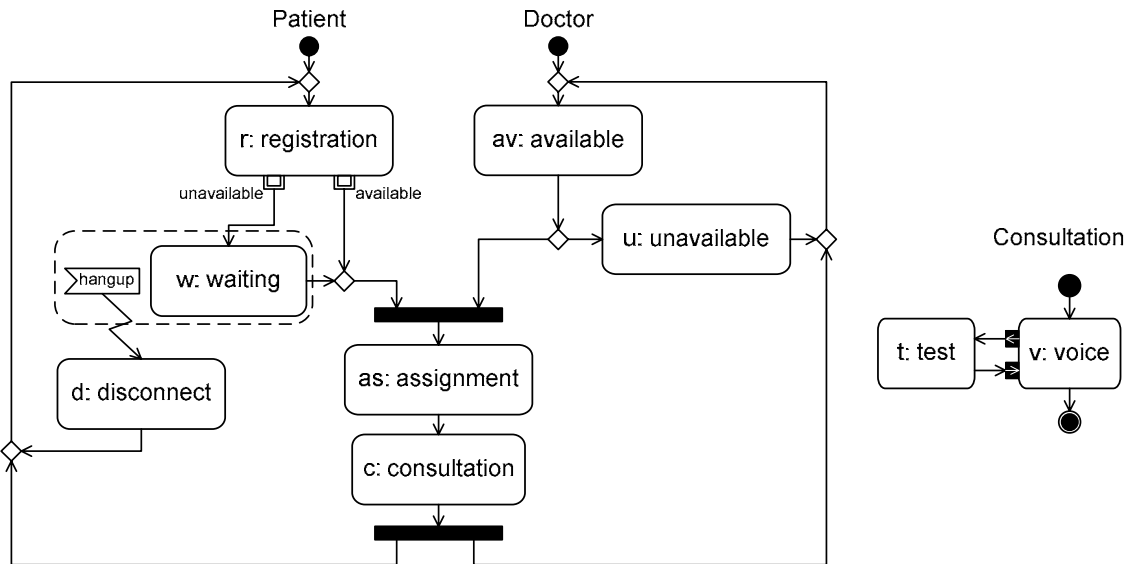 Patient
Doctor
r: registration
av: available
unavailable
available
u: unavailable
Consultation
hangup
w: waiting
t: test
v: voice
as: assignment
d: disconnect
c: consultation